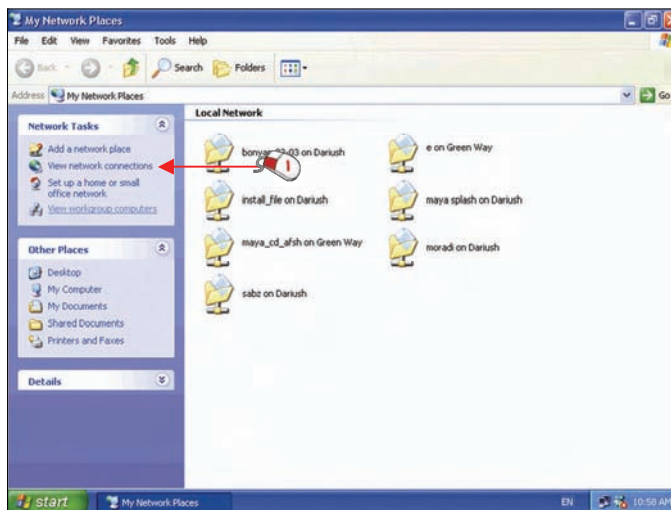 My Network Places
File Edit View Favorites Tools Help
Back Search Folders
Address My Network Places Go
Local Network
Network Tasks
Add a network place
View network connections
Set up a home or small
office network
View workgroup computers
Other Places
Desktop
My Computer
My Documents
Shared Documents
Printers and Faxes
Details
on Dariush
e on Green Way
install_file on Dariush
maya splash on Dariush
maya_cd_afsh on Green Way
moradi on Dariush
sabz on Dariush
۱
start My Network Places EN 10:58 AM